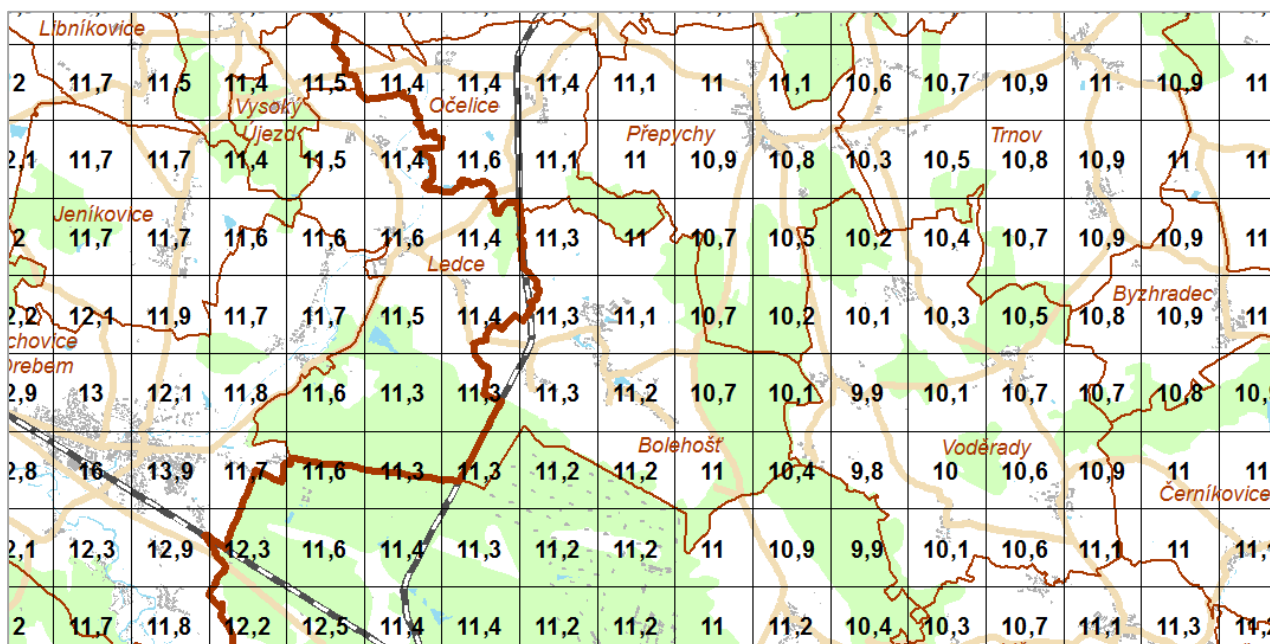 Libníkovice
2 11,7 11,5 11,4 11,5 11,4 11,4 11,4 11,1 11 11,1 10,6 10,7 10,9 11 10,9 11
Vysoký Očelice
Újezd Přepychy Trnov
2,1 11,7 11,7 11,4 11,5 11,4 11,6 11,1 11 10,9 10,8 10,3 10,5 10,8 10,9 11 11
Jeníkovice
2 11,7 11,7 11,6 11,6 11,6 11,4 11,3 11 10,7 10,5 10,2 10,4 10,7 10,9 10,9 11
Ledce
Byzhradec
2,2 12,1 11,9 11,7 11,7 11,5 11,4 11,3 11,1 10,7 10,2 10,1 10,3 10,5 10,8 10,9 11
chovice
Orebem
2,9 13 12,1 11,8 11,6 11,3 11,3 11,3 11,2 10,7 10,1 9,9 10,1 10,7 10,7 10,8 10,9
Bolehošť Voděrady
2,8 16 13,9 11,7 11,6 11,3 11,3 11,2 11,2 11 10,4 9,8 10 10,6 10,9 11 11
Černíkovice
2,1 12,3 12,9 12,3 11,6 11,4 11,3 11,2 11,2 11 10,9 9,9 10,1 10,6 11,1 11 11,1
2 11,7 11,8 12,2 12,5 11,4 11,4 11,2 11,2 11 11,2 10,4 10,3 10,7 11,1 11,3 11,2